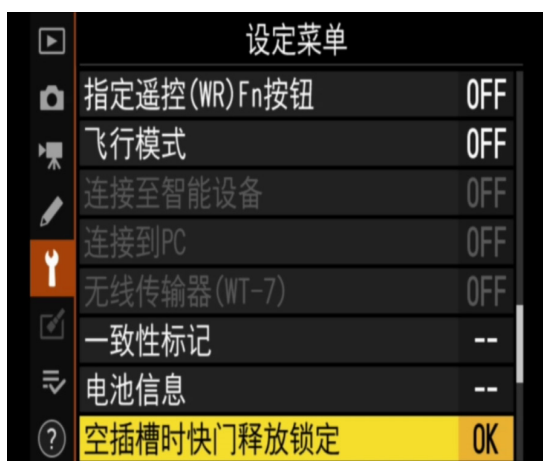 设定菜单
指定遥控(WR)Fn按钮 OFF
飞行模式 OFF
连接至智能设备 OFF
连接到PC OFF
无线传输器(WT-7) OFF
一致性标记 --
电池信息 --
空插槽时快门释放锁定 OK